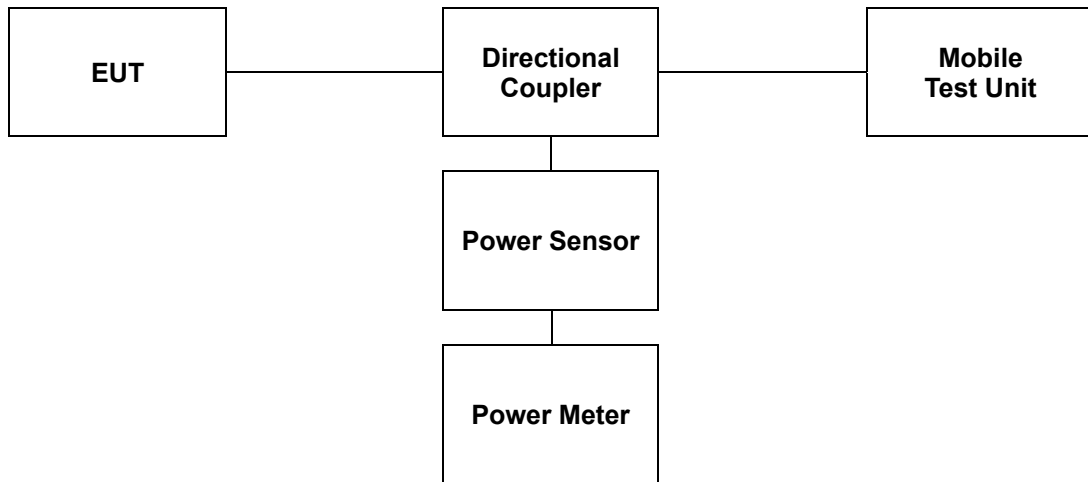 EUT
Directional
Coupler
Mobile
Test Unit
Power Sensor
Power Meter